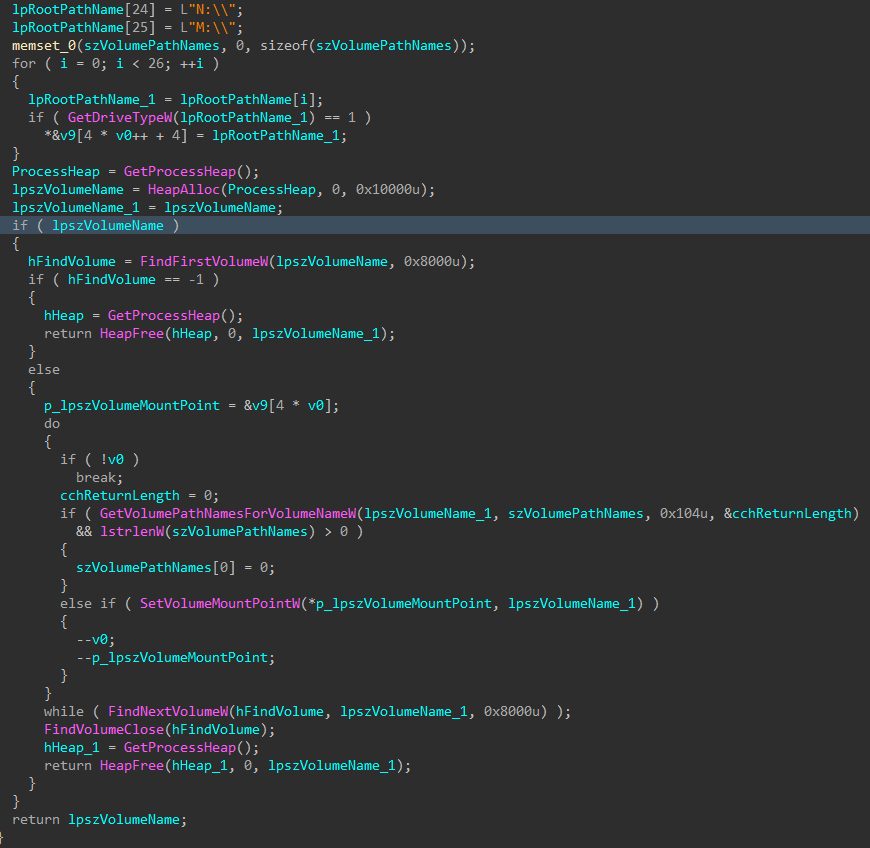 lpRootPathName[24] = L"N:\\";
lpRootPathName[25] = L"M:\\";
memset_0(szVolumePathNames, 0, sizeof(szVolumePathNames));
for ( i = 0; i < 26; ++i )
{
  lpRootPathName_1 = lpRootPathName[i];
  if ( GetDriveTypeW(lpRootPathName_1) == 1 )
    *&v9[4 * v0++ + 4] = lpRootPathName_1;
}
ProcessHeap = GetProcessHeap();
lpszVolumeName = HeapAlloc(ProcessHeap, 0, 0x10000u);
lpszVolumeName_1 = lpszVolumeName;
if ( lpszVolumeName )
{
  hFindVolume = FindFirstVolumeW(lpszVolumeName, 0x8000u);
  if ( hFindVolume == -1 )
  {
    hHeap = GetProcessHeap();
    return HeapFree(hHeap, 0, lpszVolumeName_1);
  }
  else
  {
    p_lpszVolumeMountPoint = &v9[4 * v0];
    do
    {
      if ( !v0 )
        break;
      cchReturnLength = 0;
      if ( GetVolumePathNamesForVolumeNameW(lpszVolumeName_1, szVolumePathNames, 0x104u, &cchReturnLength)
        && lstrlenW(szVolumePathNames) > 0 )
      {
        szVolumePathNames[0] = 0;
      }
      else if ( SetVolumeMountPointW(*p_lpszVolumeMountPoint, lpszVolumeName_1) )
      {
        --v0;
        --p_lpszVolumeMountPoint;
      }
    }
    while ( FindNextVolumeW(hFindVolume, lpszVolumeName_1, 0x8000u) );
    FindVolumeClose(hFindVolume);
    hHeap_1 = GetProcessHeap();
    return HeapFree(hHeap_1, 0, lpszVolumeName_1);
  }
}
return lpszVolumeName;
}